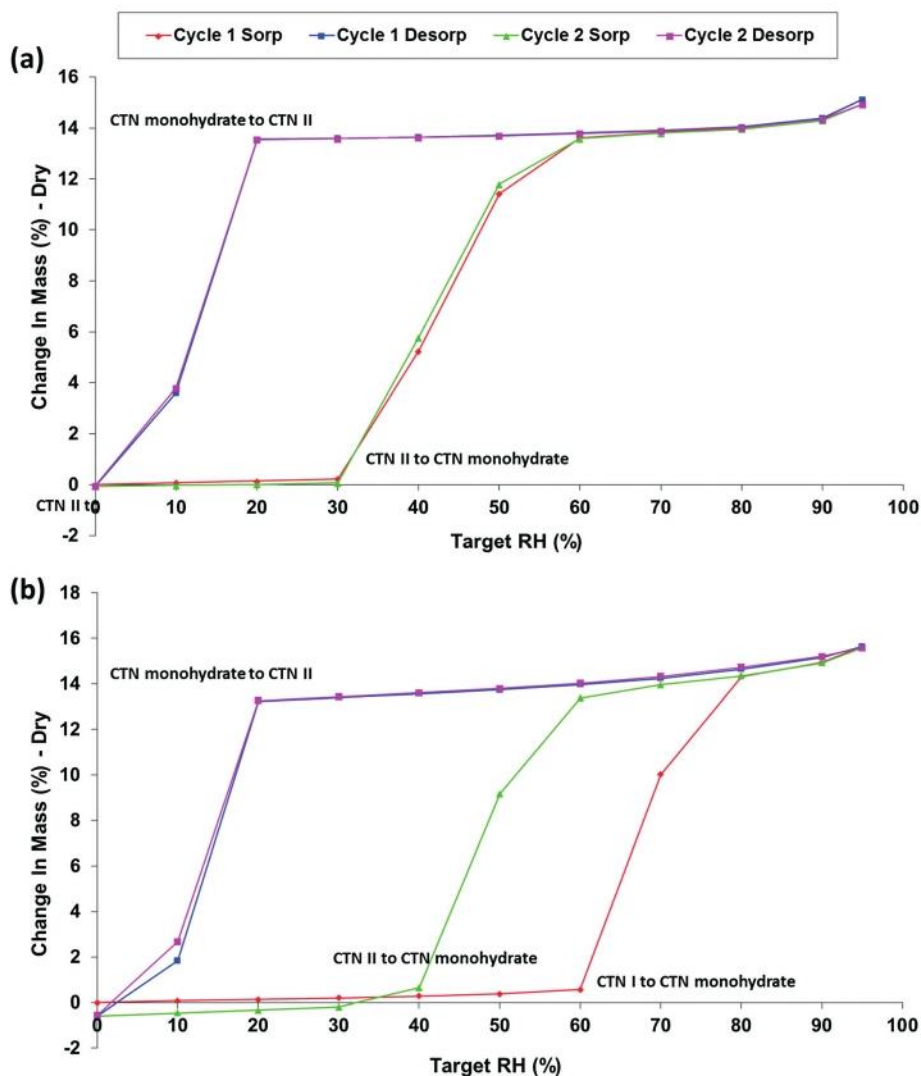 Cycle 1 Sorp Cycle 1 Desorp Cycle 2 Sorp Cycle 2 Desorp
(a)
16
14
12
10
8
6
4
2
0
-2
Change In Mass (%) - Dry
CTN monohydrate to CTN II
CTN II to CTN monohydrate
CTN II to
0 10 20 30 40 50 60 70 80 90 100
Target RH (%)
(b)
18
16
14
12
10
8
6
4
2
0
-2
Change In Mass (%) - Dry
CTN monohydrate to CTN II
CTN II to CTN monohydrate
CTN I to CTN monohydrate
0 10 20 30 40 50 60 70 80 90 100
Target RH (%)